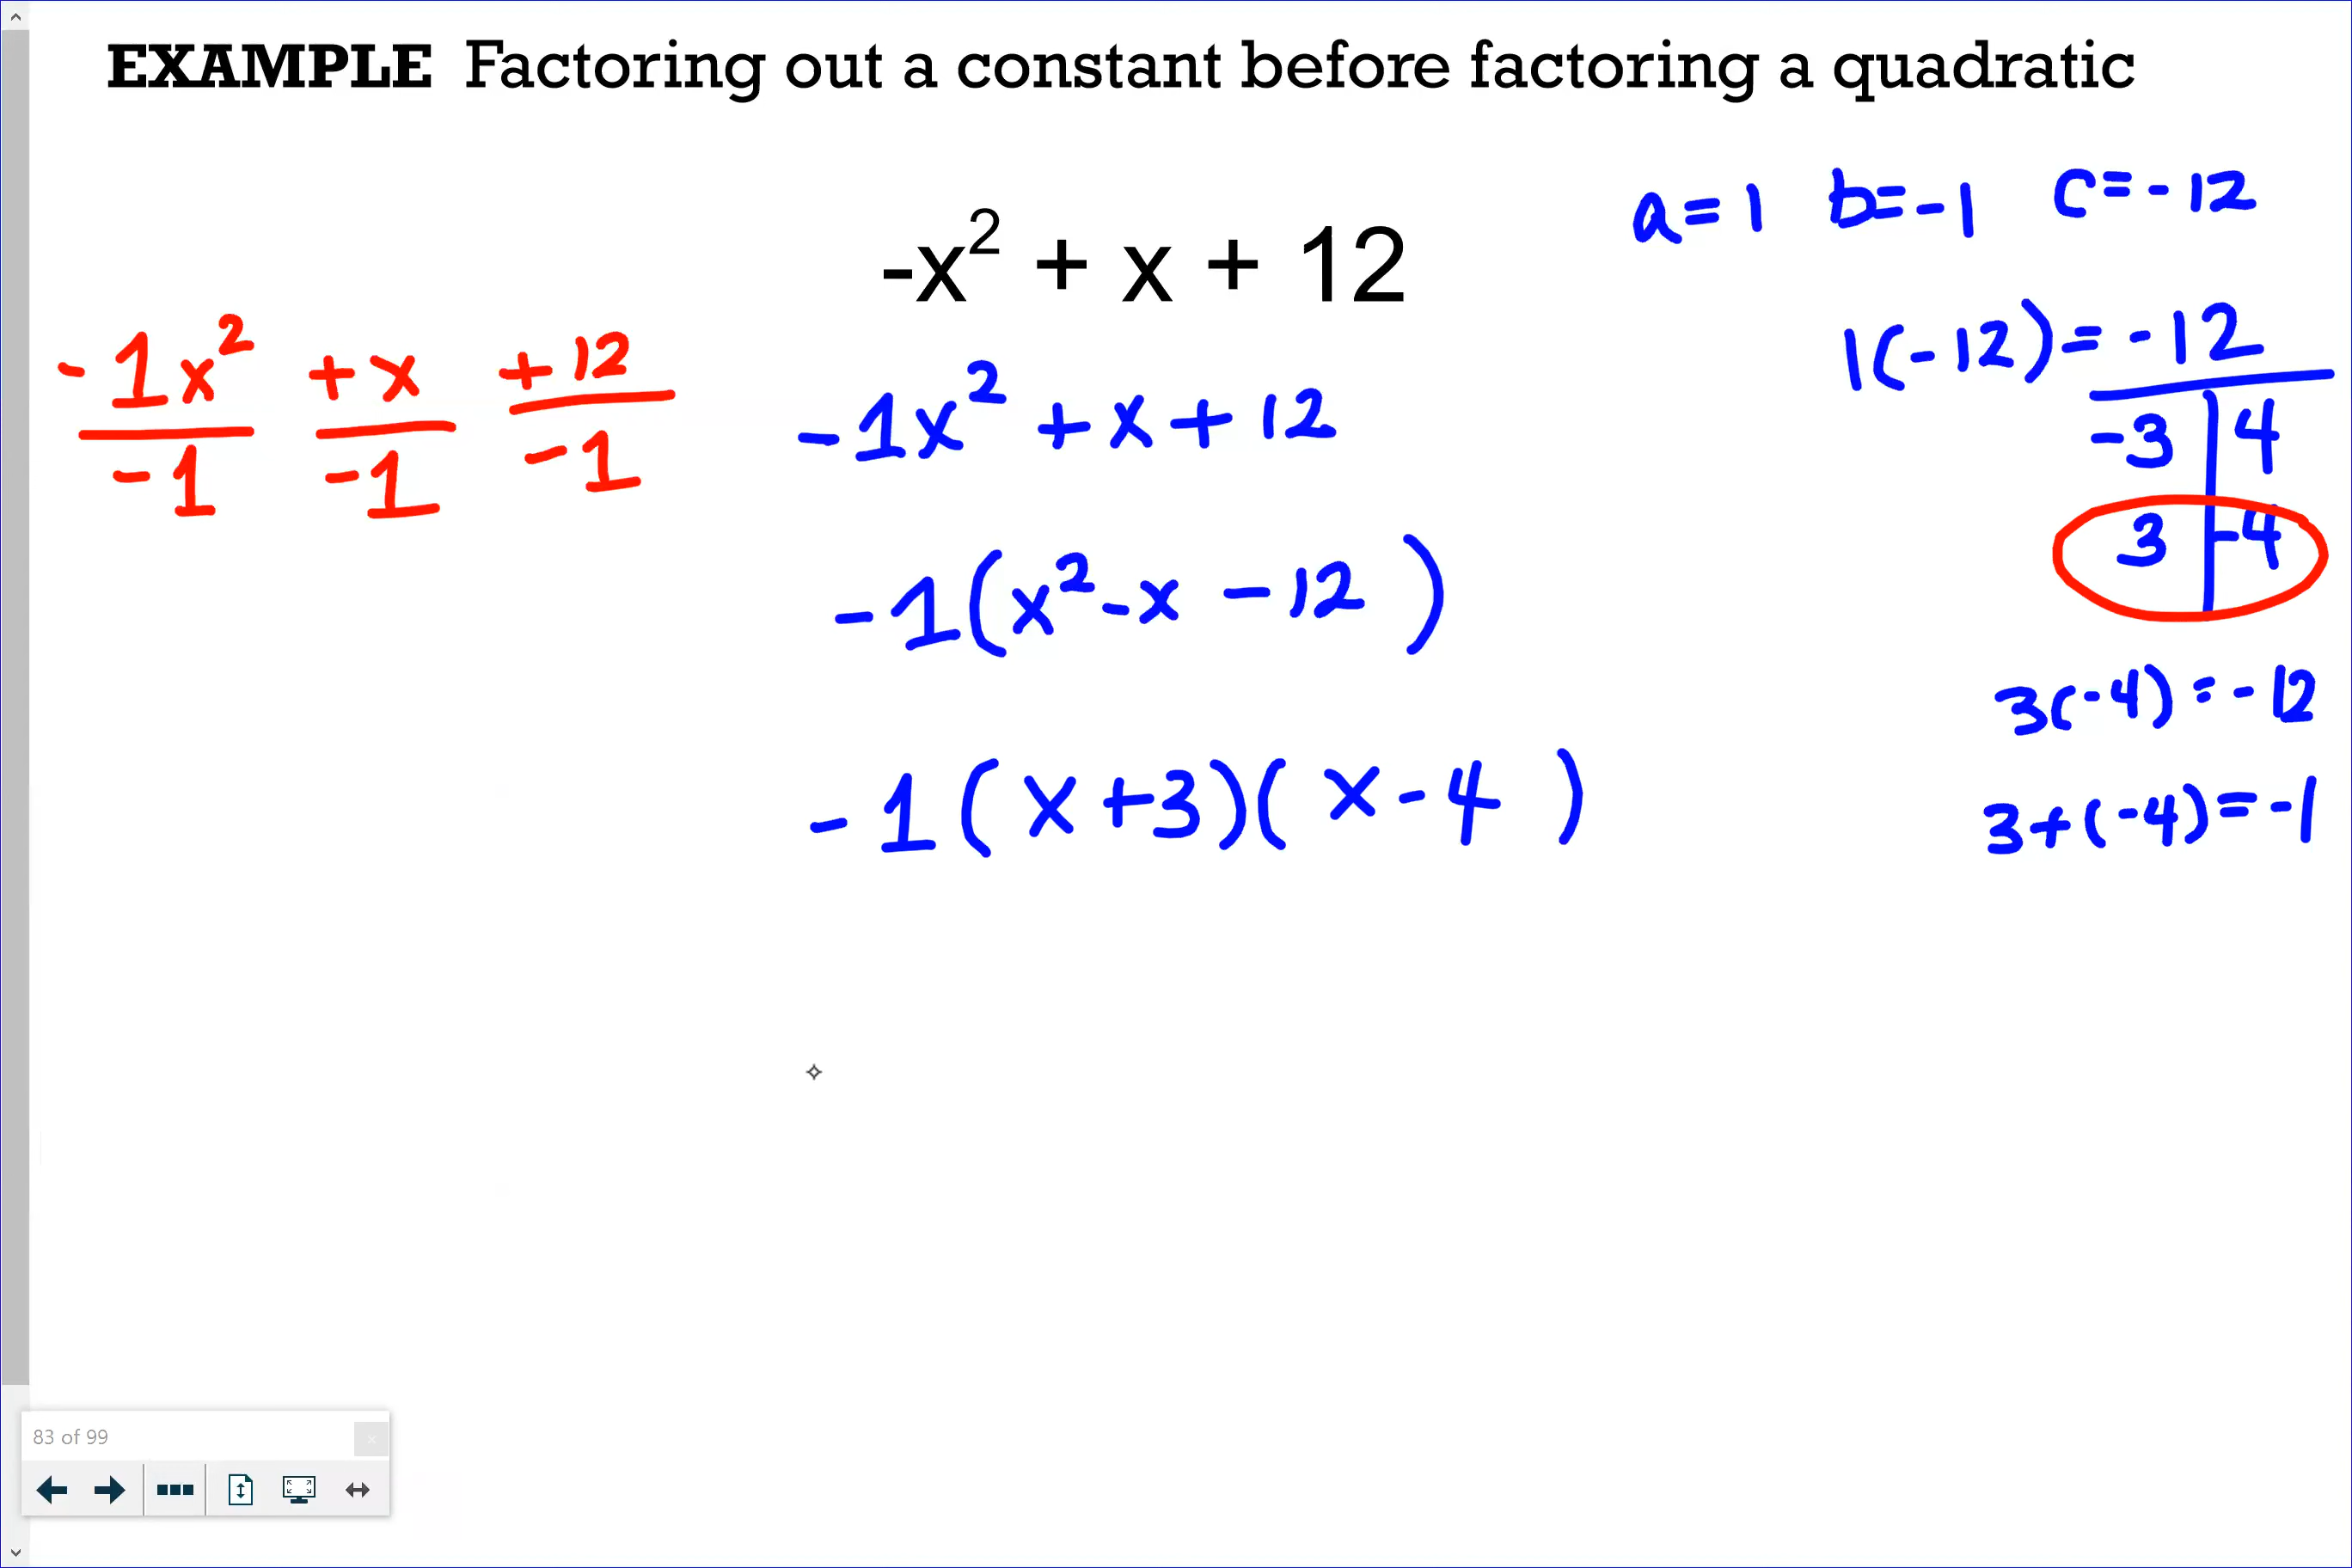 EXAMPLE Factoring out a constant before factoring a quadratic
a=1 b=-1 c=-12
-x² + x + 12
-1x² +x +12
-1 -1 -1
-1x² + x + 12
1(-12) = -12
-3 | 4
3 | -4
-1(x² - x - 12)
3(-4) = -12
-1(x+3)(x-4)
3+(-4) = -1
83 of 99